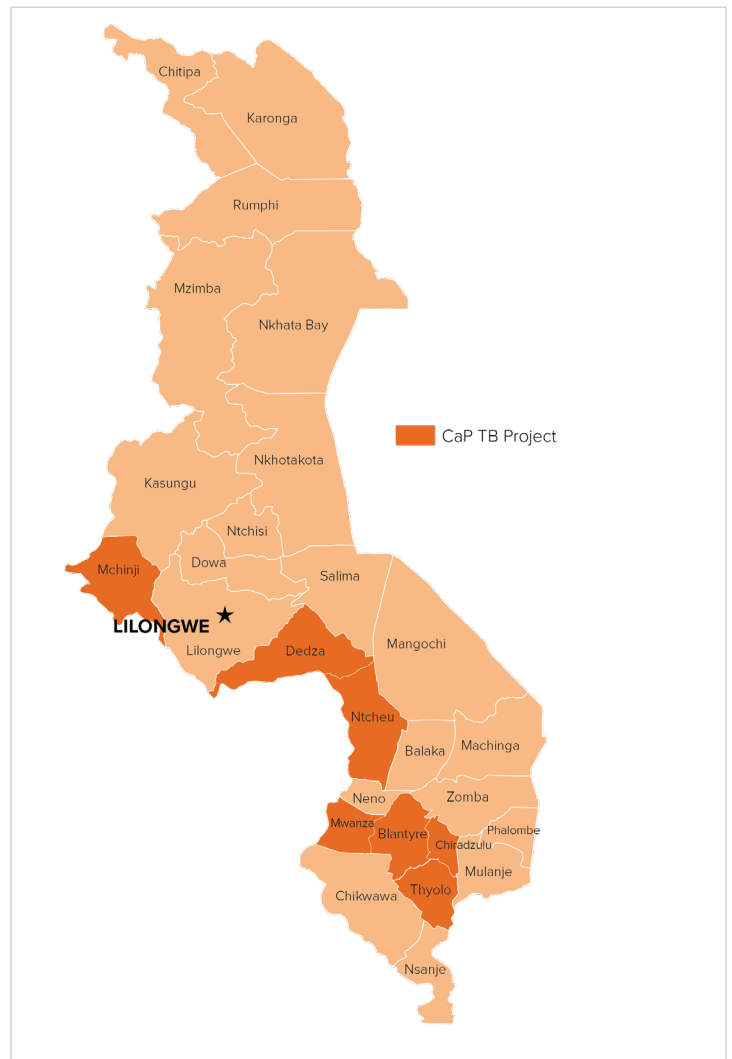 Chitipa
Karonga
Rumphi
Mzimba
Nkhata Bay
CaP TB Project
Nkhotakota
Kasungu
Ntchisi
Dowa
Mchinji
Salima
LILONGWE
Lilongwe
Dedza
Mangochi
Ntcheu
Balaka
Machinga
Neno
Zomba
Mwanza
Blantyre
Phalombe
Chiradzulu
Mulanje
Thyolo
Chikwawa
Nsanje